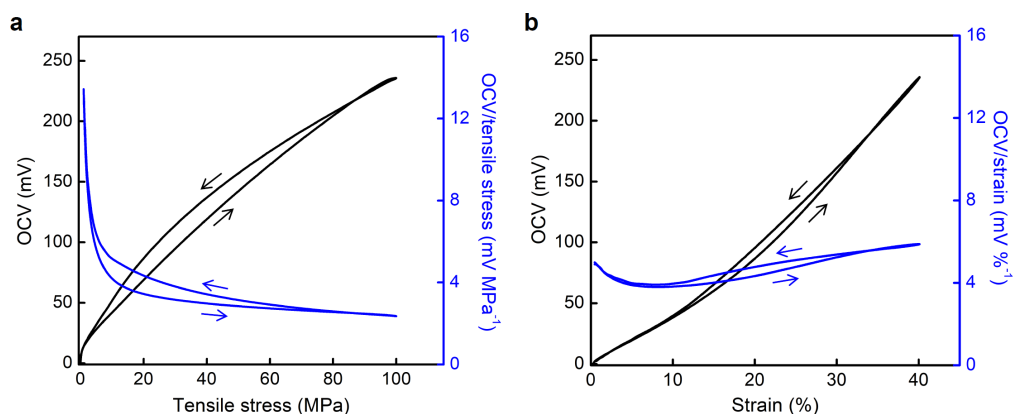 a
OCV (mV)
250
200
150
100
50
0
0 20 40 60 80 100
Tensile stress (MPa)
16
12
8
4
0
OCV/tensile stress (mV MPa⁻¹)
b
OCV (mV)
250
200
150
100
50
0
0 10 20 30 40
Strain (%)
16
12
8
4
0
OCV/strain (mV %⁻¹)